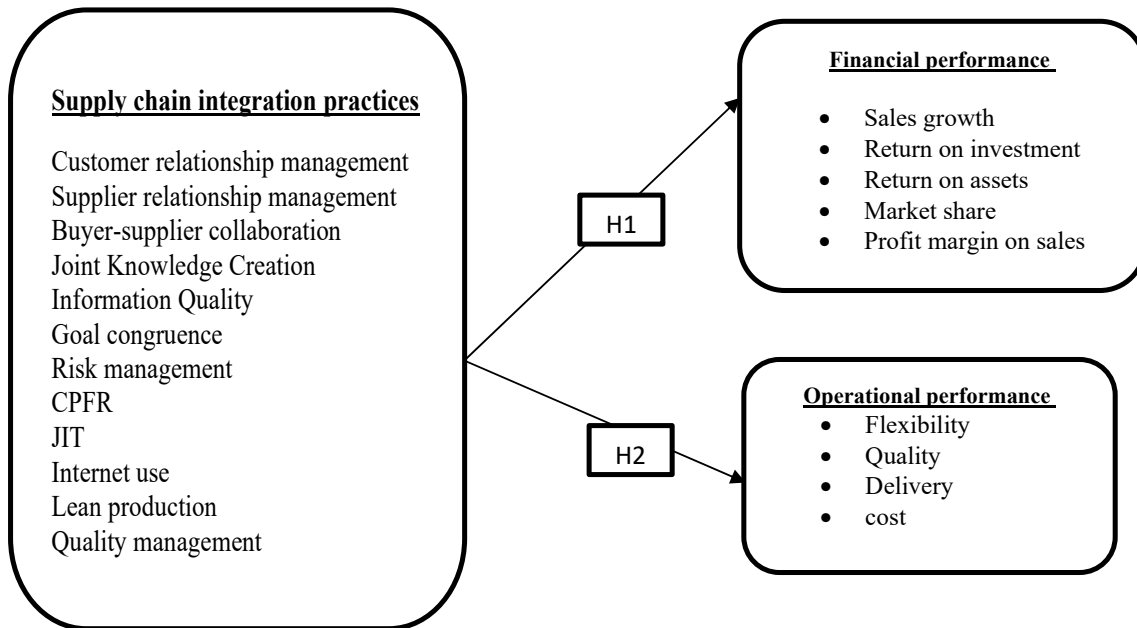 Supply chain integration practices
Customer relationship management
Supplier relationship management
Buyer-supplier collaboration
Joint Knowledge Creation
Information Quality
Goal congruence
Risk management
CPFR
JIT
Internet use
Lean production
Quality management
H1
H2
Financial performance
• Sales growth
• Return on investment
• Return on assets
• Market share
• Profit margin on sales
Operational performance
• Flexibility
• Quality
• Delivery
• cost